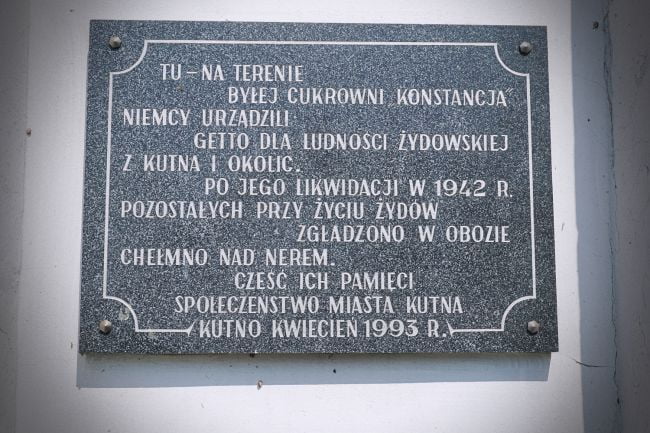 TU – NA TERENIE
BYŁEJ CUKROWNI „KONSTANCJA"
NIEMCY URZĄDZILI
GETTO DLA LUDNOŚCI ŻYDOWSKIEJ
Z KUTNA I OKOLIC.
PO JEGO LIKWIDACJI W 1942 R.
POZOSTAŁYCH PRZY ŻYCIU ŻYDÓW
ZGŁADZONO W OBOZIE
CHEŁMNO NAD NEREM.
CZEŚĆ ICH PAMIĘCI
SPOŁECZEŃSTWO MIASTA KUTNA
KUTNO KWIECIEŃ 1993 R.